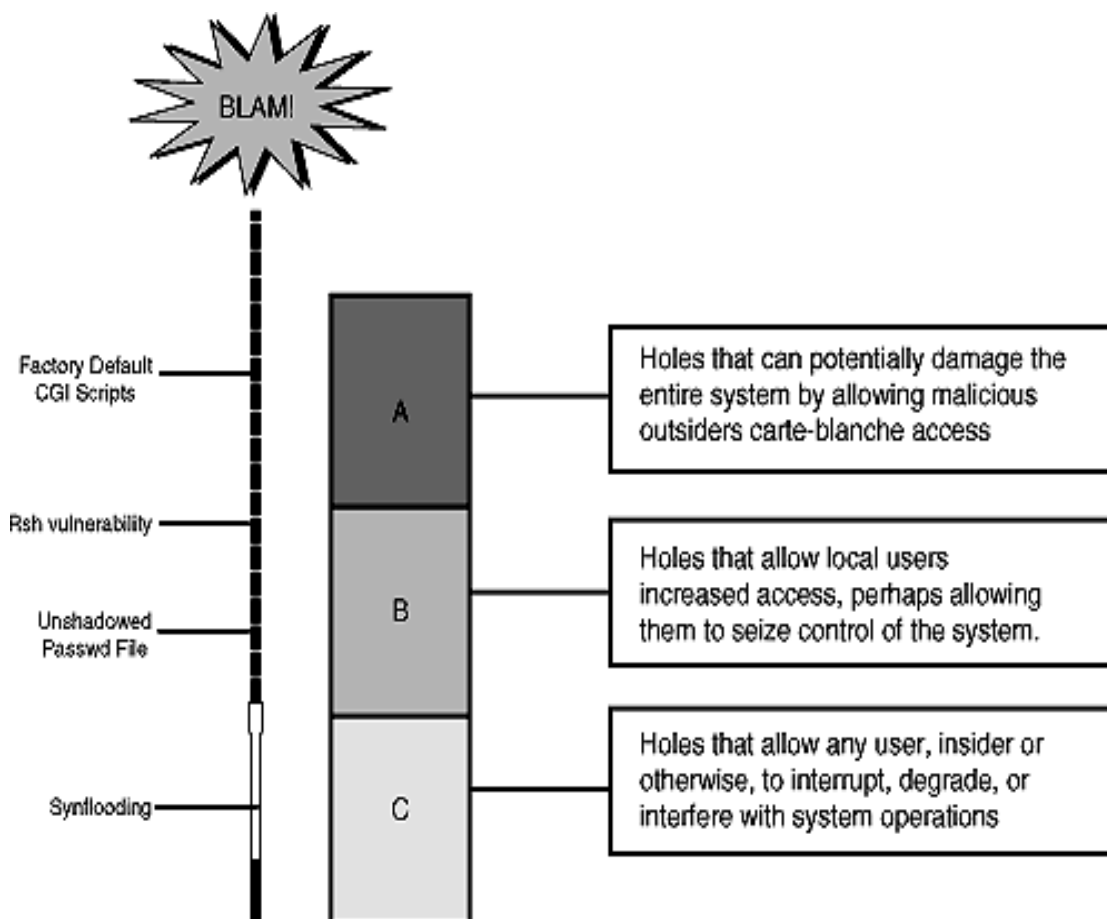 BLAM!
Factory Default
CGI Scripts
Rsh vulnerability
Unshadowed
Passwd File
Synflooding
A
B
C
Holes that can potentially damage the
entire system by allowing malicious
outsiders carte-blanche access
Holes that allow local users
increased access, perhaps allowing
them to seize control of the system.
Holes that allow any user, insider or
otherwise, to interrupt, degrade, or
interfere with system operations